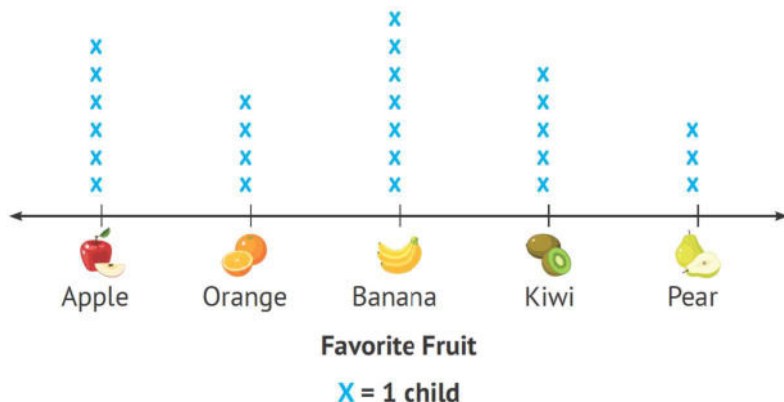 X
X X
X X X
X X X X
X X X X
X X X X X
X X X X X
X X X X X
Apple Orange Banana Kiwi Pear
Favorite Fruit
X = 1 child